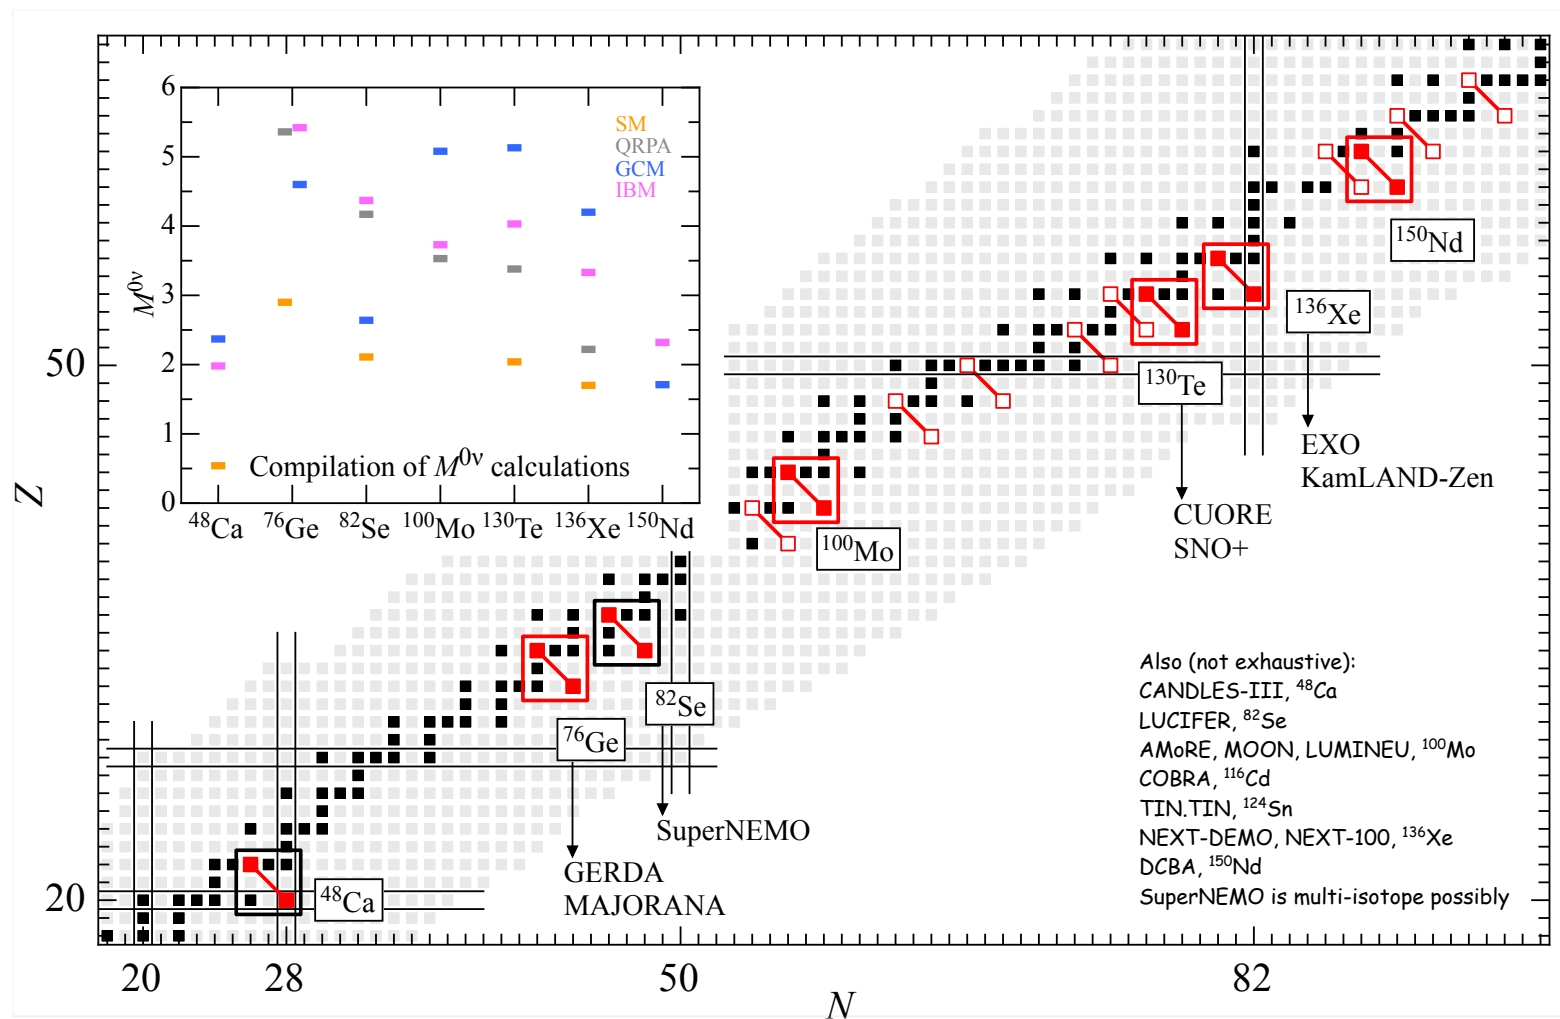 6
5
4
3
2
1
0
M⁰ᵛ
SM
QRPA
GCM
IBM
Compilation of M⁰ᵛ calculations
⁴⁸Ca ⁷⁶Ge ⁸²Se ¹⁰⁰Mo ¹³⁰Te ¹³⁶Xe ¹⁵⁰Nd
¹⁵⁰Nd
¹³⁶Xe
¹³⁰Te
EXO
KamLAND-Zen
CUORE
SNO+
¹⁰⁰Mo
⁸²Se
⁷⁶Ge
SuperNEMO
GERDA
MAJORANA
⁴⁸Ca
Also (not exhaustive):
CANDLES-III, ⁴⁸Ca
LUCIFER, ⁸²Se
AMoRE, MOON, LUMINEU, ¹⁰⁰Mo
COBRA, ¹¹⁶Cd
TIN.TIN, ¹²⁴Sn
NEXT-DEMO, NEXT-100, ¹³⁶Xe
DCBA, ¹⁵⁰Nd
SuperNEMO is multi-isotope possibly
50
Z
20
20 28 50 82
N